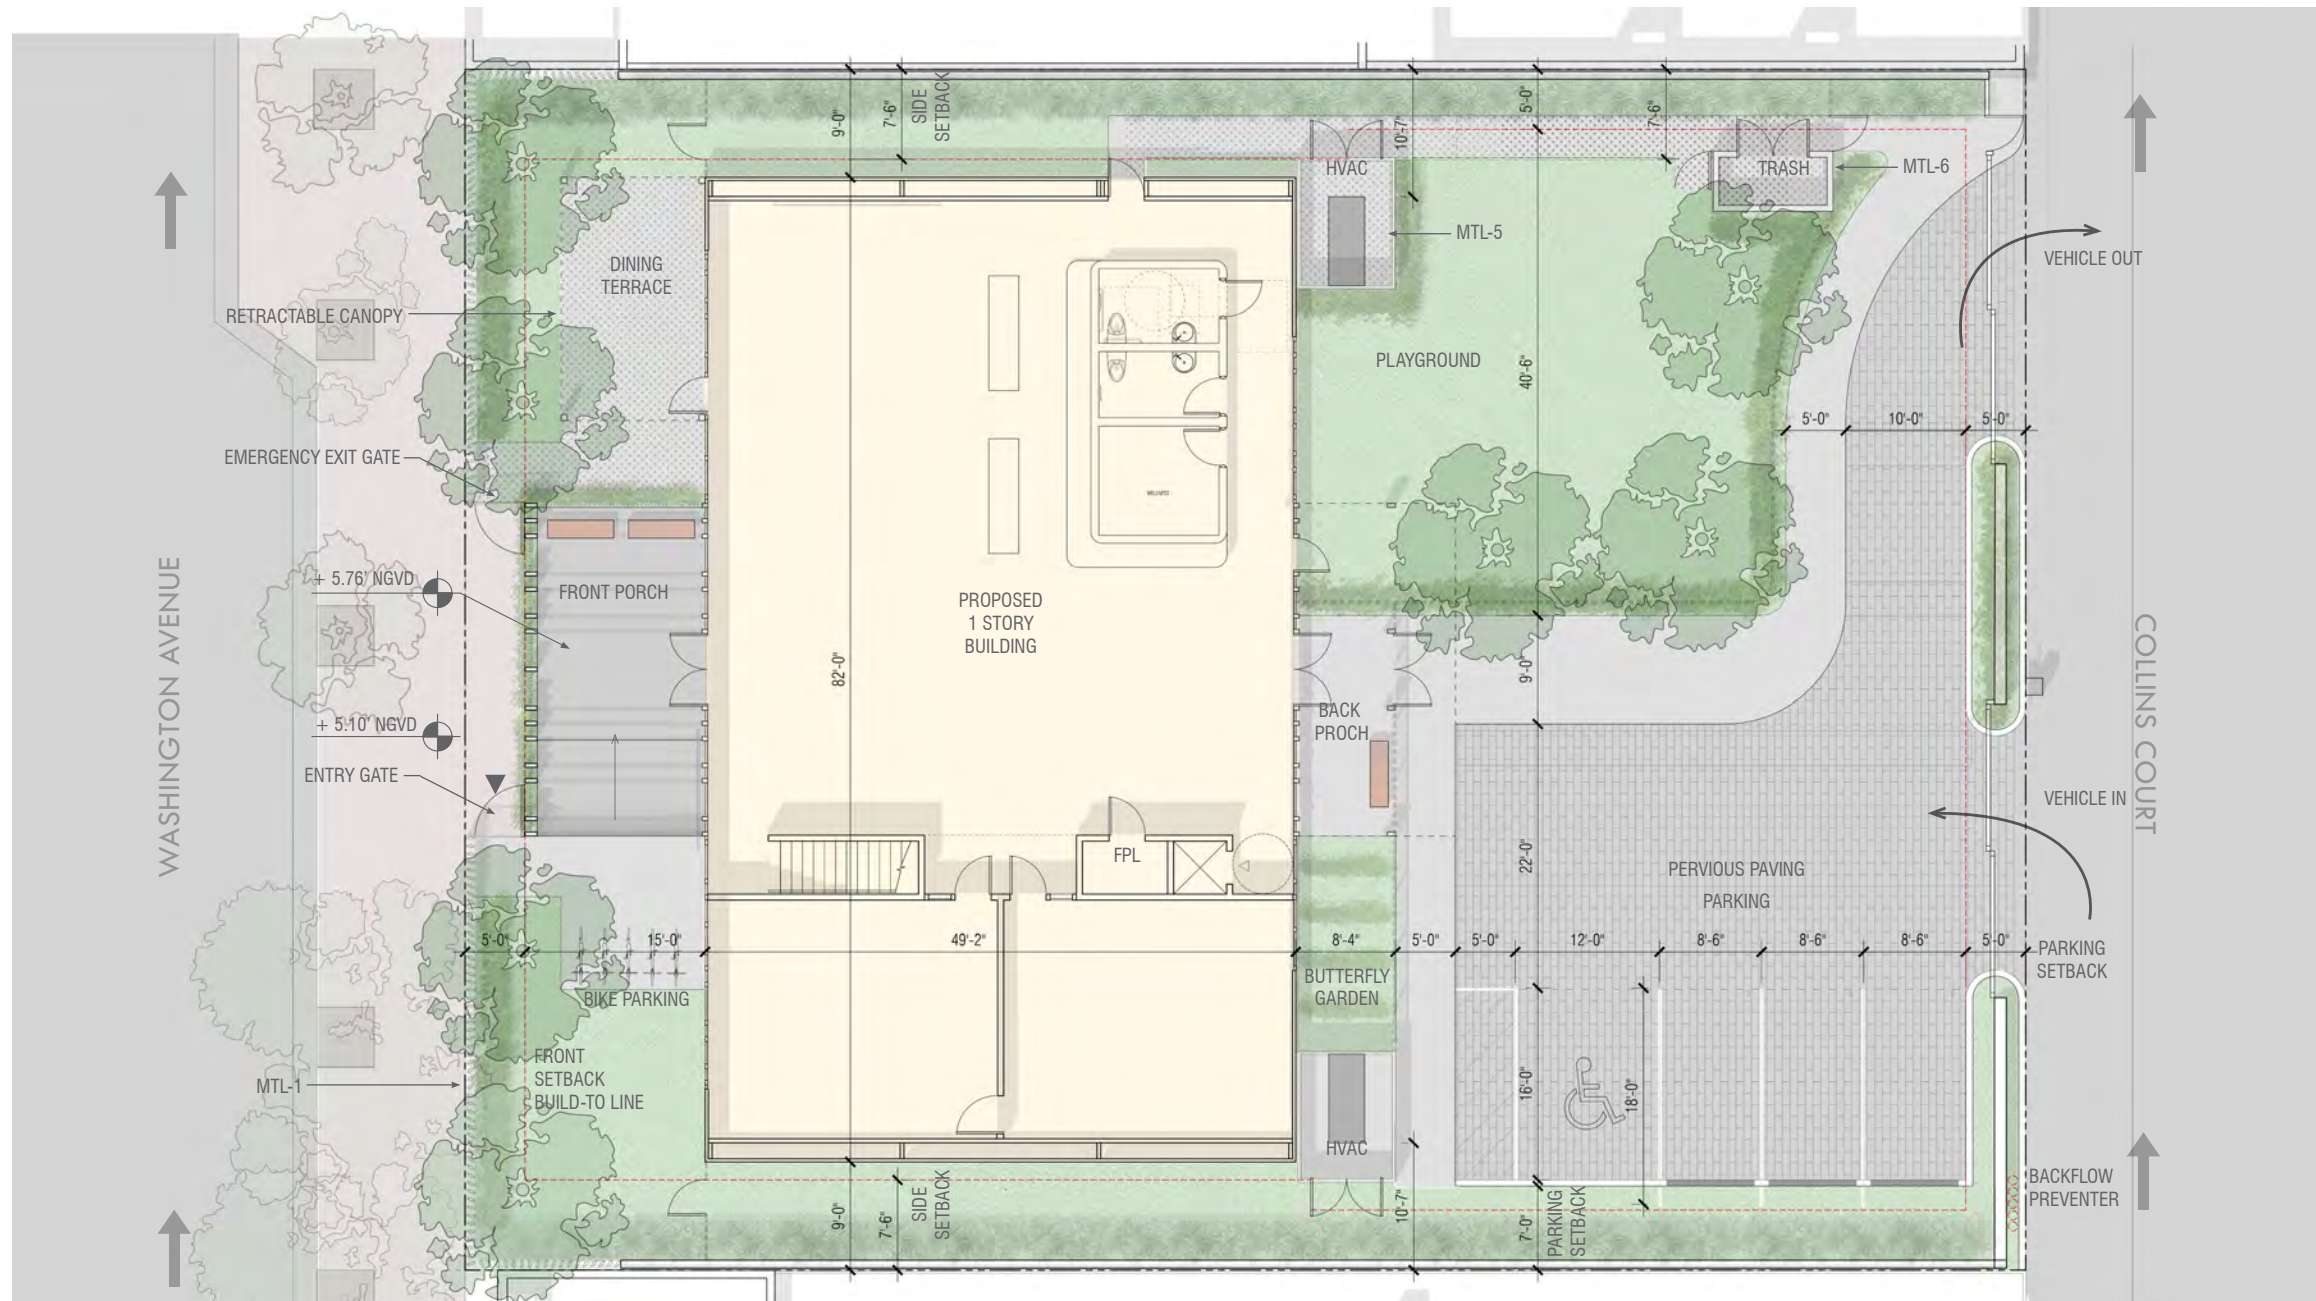 SIDE
SETBACK
9'-0"
7'-6"
10'-7"
5'-0"
7'-6"
HVAC
TRASH
MTL-6
MTL-5
VEHICLE OUT
DINING
TERRACE
RETRACTABLE CANOPY
PLAYGROUND
40'-6"
5'-0"
10'-0"
5'-0"
EMERGENCY EXIT GATE
+ 5.76' NGVD
FRONT PORCH
PROPOSED
1 STORY
BUILDING
82'-0"
9'-0"
WASHINGTON AVENUE
COLLINS COURT
+ 5.10' NGVD
BACK
PROCH
ENTRY GATE
VEHICLE IN
FPL
22'-0"
PERVIOUS PAVING
PARKING
5'-0"
15'-0"
49'-2"
8'-4"
5'-0"
5'-0"
12'-0"
8'-6"
8'-6"
8'-6"
5'-0"
PARKING
SETBACK
BUTTERFLY
GARDEN
BIKE PARKING
FRONT
SETBACK
BUILD-TO LINE
MTL-1
16'-0"
18'-0"
HVAC
BACKFLOW
PREVENTER
9'-0"
7'-6"
SIDE
SETBACK
10'-7"
7'-0"
PARKING
SETBACK